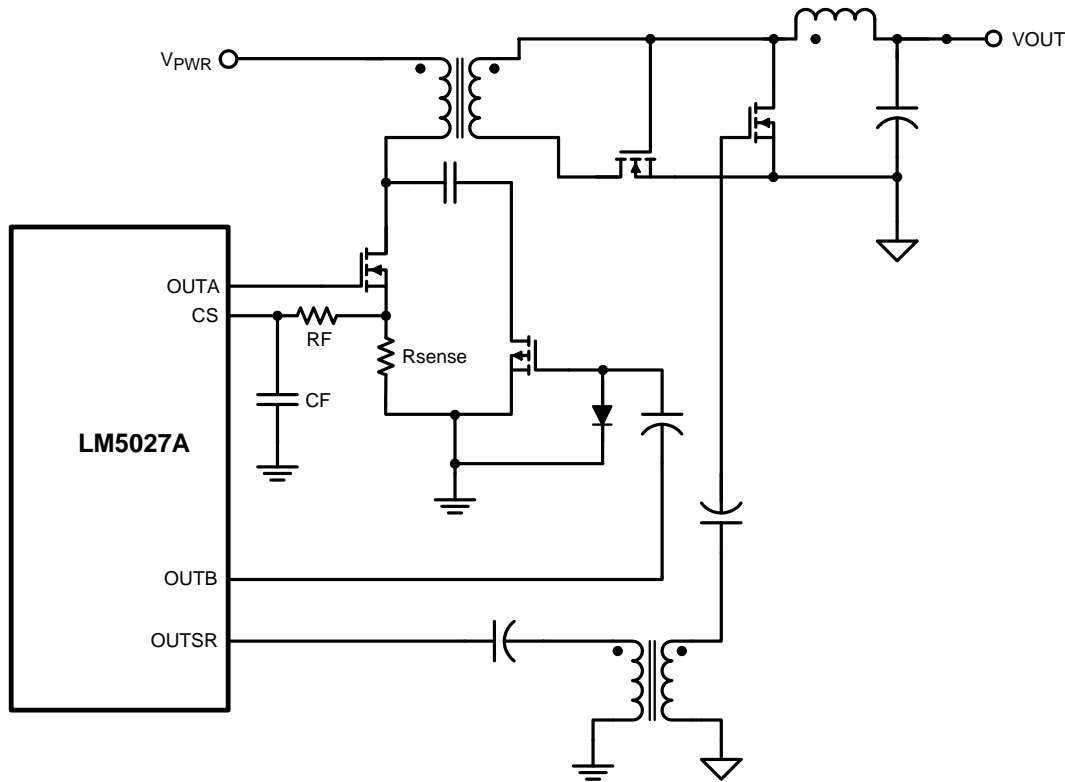 VOUT
VPWR
OUTA
CS
RF
Rsense
CF
LM5027A
OUTB
OUTSR